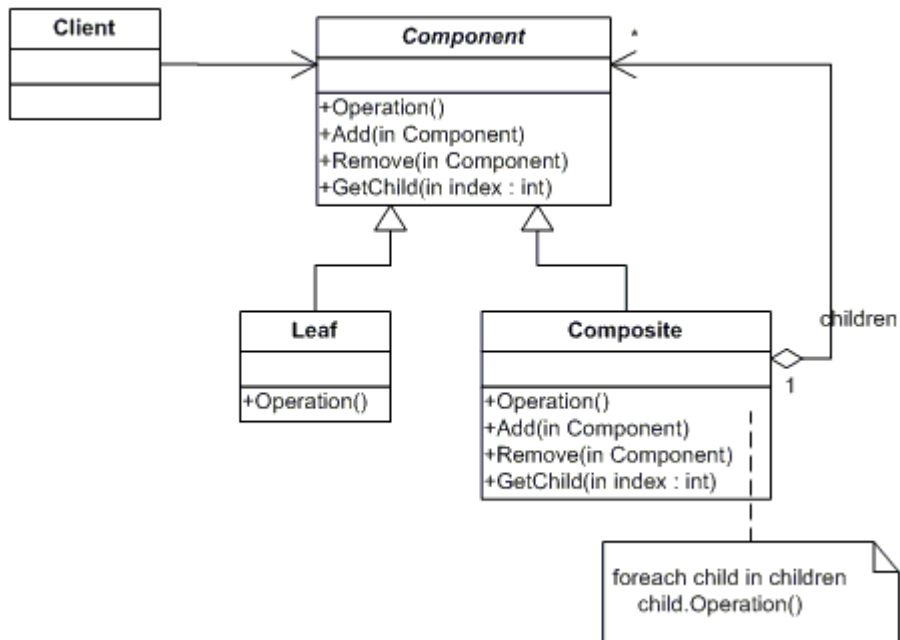 Client
Component
*
+Operation()
+Add(in Component)
+Remove(in Component)
+GetChild(in index : int)
children
Leaf
+Operation()
Composite
1
+Operation()
+Add(in Component)
+Remove(in Component)
+GetChild(in index : int)
foreach child in children
child.Operation()